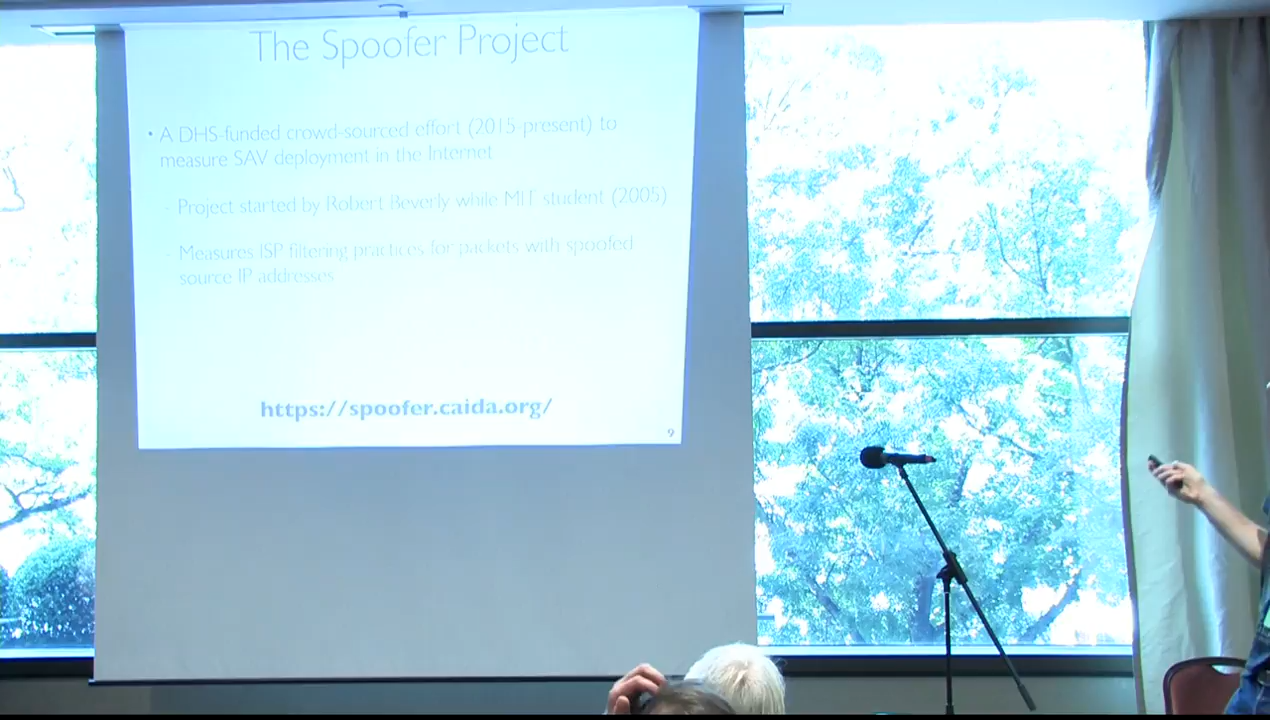 The Spoofer Project
• A DHS-funded crowd-sourced effort (2015-present) to
measure SAV deployment in the Internet
- Project started by Robert Beverly while MIT student (2005)
- Measures ISP filtering practices for packets with spoofed
source IP addresses
https://spoofer.caida.org/
9